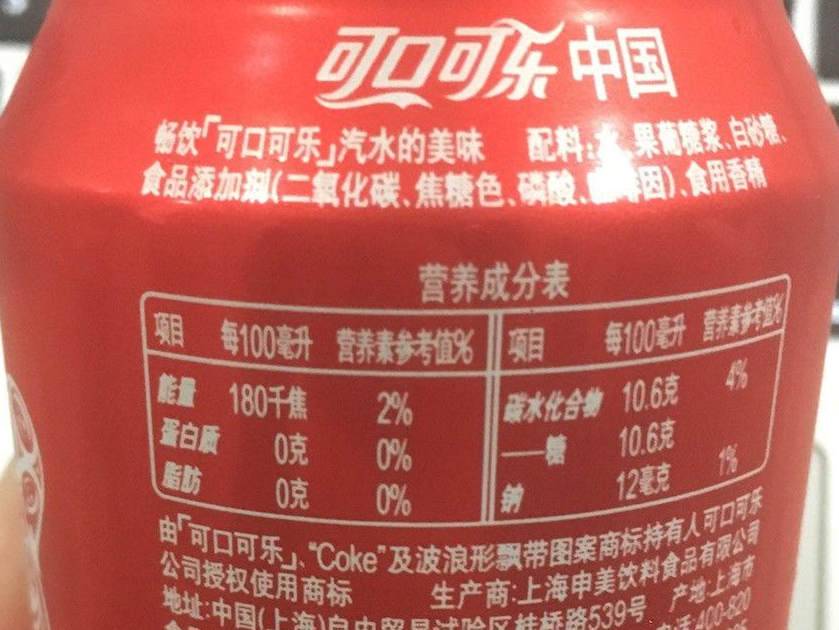 可口可乐 中国
畅饮「可口可乐」汽水的美味 配料: 果葡糖浆、白砂糖、
食品添加剂(二氧化碳、焦糖色、磷酸、因)、食用香精
营养成分表
项目 每100毫升 营养素参考值% 项目 每100毫升 营养素参考值%
能量 180千焦 2% 碳水化合物 10.6克 4%
蛋白质 0克 0% ——糖 10.6克
脂肪 0克 0% 钠 12毫克 1%
由「可口可乐」、“Coke”及波浪形飘带图案商标持有人可口可乐
公司授权使用商标 生产商:上海申美饮料食品有限公司
地址:中国(上海)自由贸易试验区桂桥路539号 产地:上海市
电话:400-820